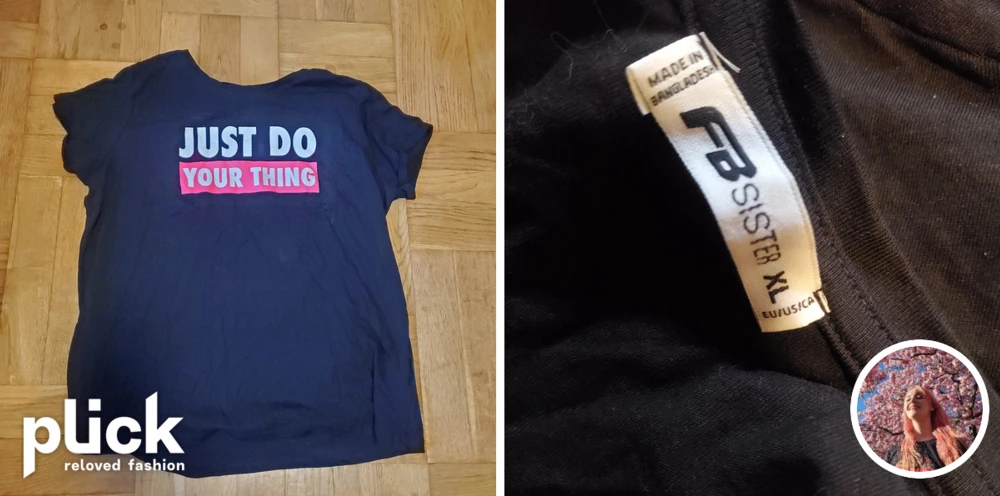 JUST DO
YOUR THING
plick
reloved fashion
MADE IN
BANGLADESH
FB
SISTER XL
EU/US/CA